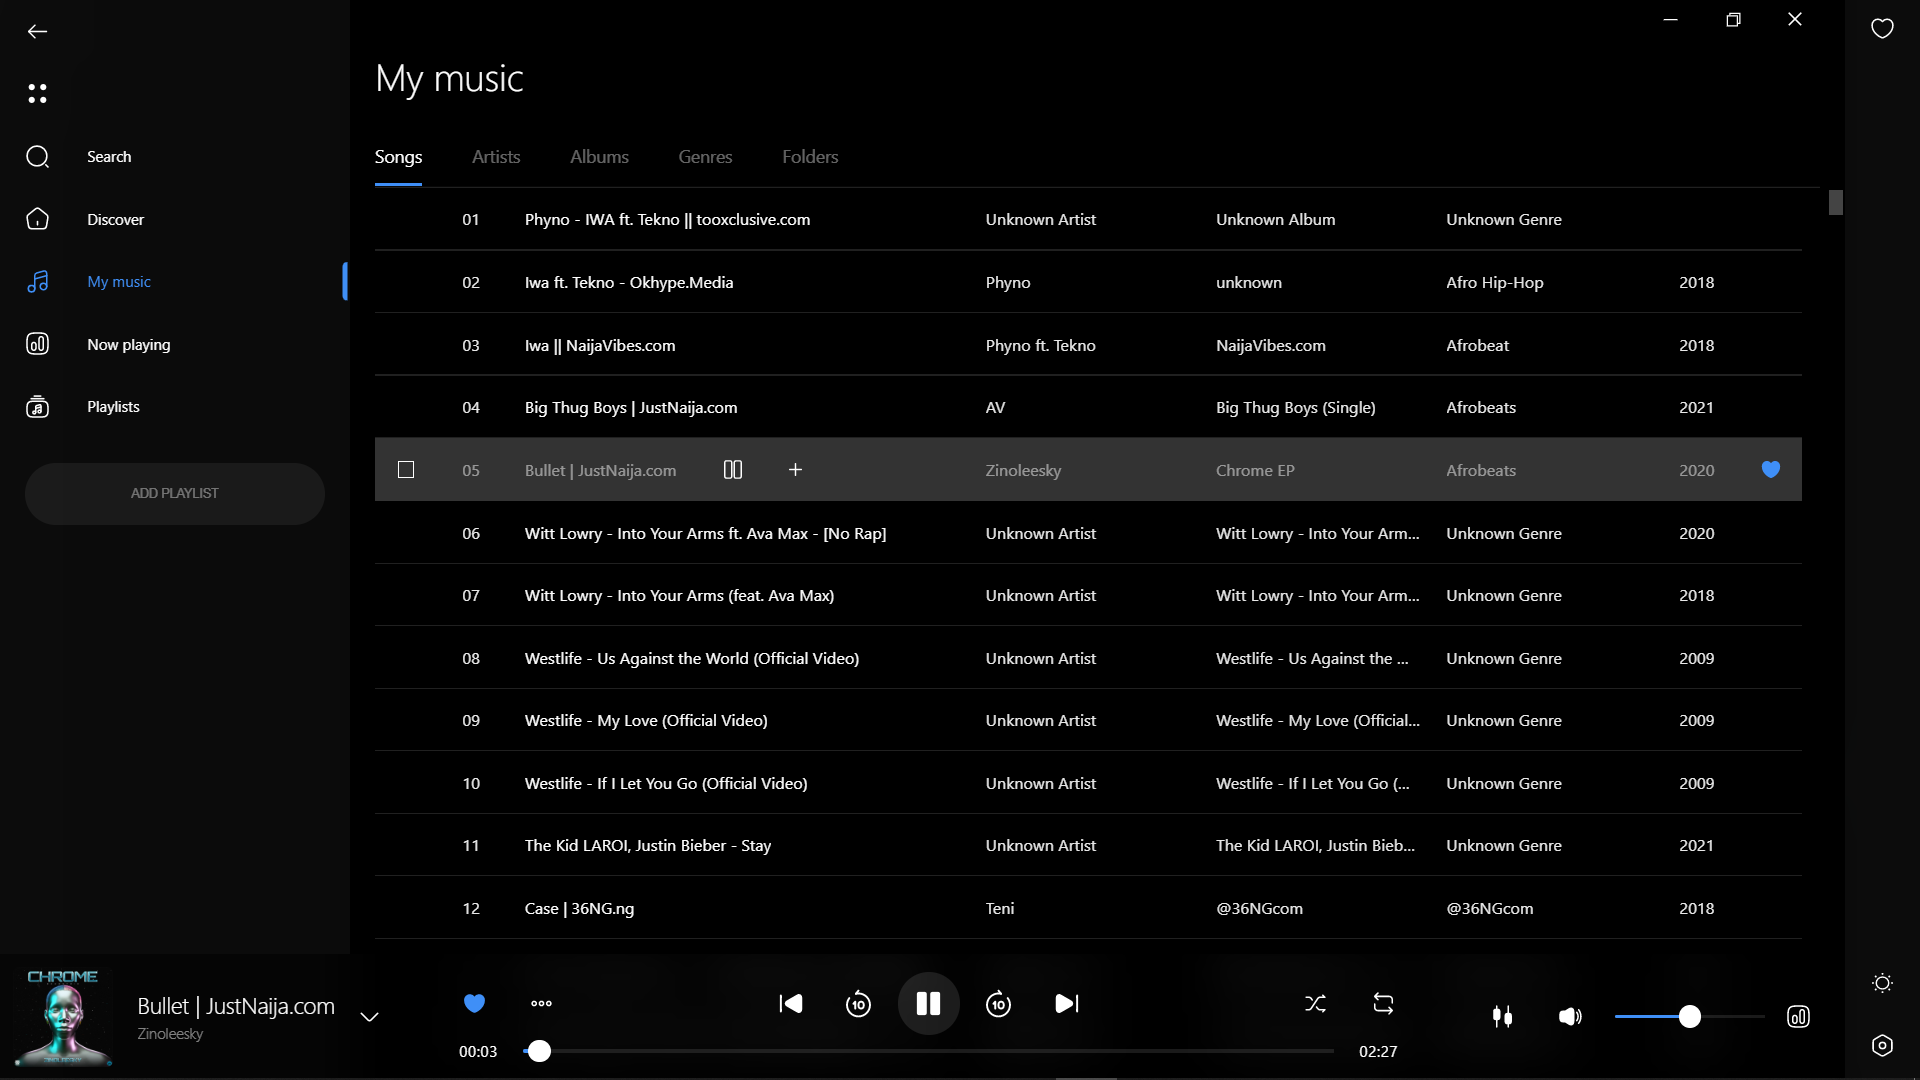 My music
Search
Discover
My music
Now playing
Playlists
ADD PLAYLIST
Songs Artists Albums Genres Folders
01 Phyno - IWA ft. Tekno || tooxclusive.com Unknown Artist Unknown Album Unknown Genre
02 Iwa ft. Tekno - Okhype.Media Phyno unknown Afro Hip-Hop 2018
03 Iwa || NaijaVibes.com Phyno ft. Tekno NaijaVibes.com Afrobeat 2018
04 Big Thug Boys | JustNaija.com AV Big Thug Boys (Single) Afrobeats 2021
05 Bullet | JustNaija.com Zinoleesky Chrome EP Afrobeats 2020
06 Witt Lowry - Into Your Arms ft. Ava Max - [No Rap] Unknown Artist Witt Lowry - Into Your Arm... Unknown Genre 2020
07 Witt Lowry - Into Your Arms (feat. Ava Max) Unknown Artist Witt Lowry - Into Your Arm... Unknown Genre 2018
08 Westlife - Us Against the World (Official Video) Unknown Artist Westlife - Us Against the ... Unknown Genre 2009
09 Westlife - My Love (Official Video) Unknown Artist Westlife - My Love (Official... Unknown Genre 2009
10 Westlife - If I Let You Go (Official Video) Unknown Artist Westlife - If I Let You Go (... Unknown Genre 2009
11 The Kid LAROI, Justin Bieber - Stay Unknown Artist The Kid LAROI, Justin Bieb... Unknown Genre 2021
12 Case | 36NG.ng Teni @36NGcom @36NGcom 2018
CHROME
Bullet | JustNaija.com
Zinoleesky
10 10
00:03 02:27